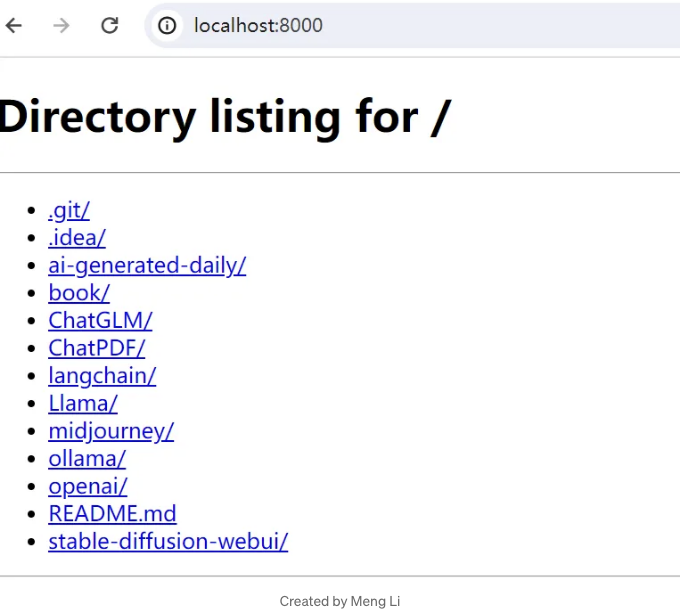 localhost:8000
Directory listing for /
.git/
.idea/
ai-generated-daily/
book/
ChatGLM/
ChatPDF/
langchain/
Llama/
midjourney/
ollama/
openai/
README.md
stable-diffusion-webui/
Created by Meng Li